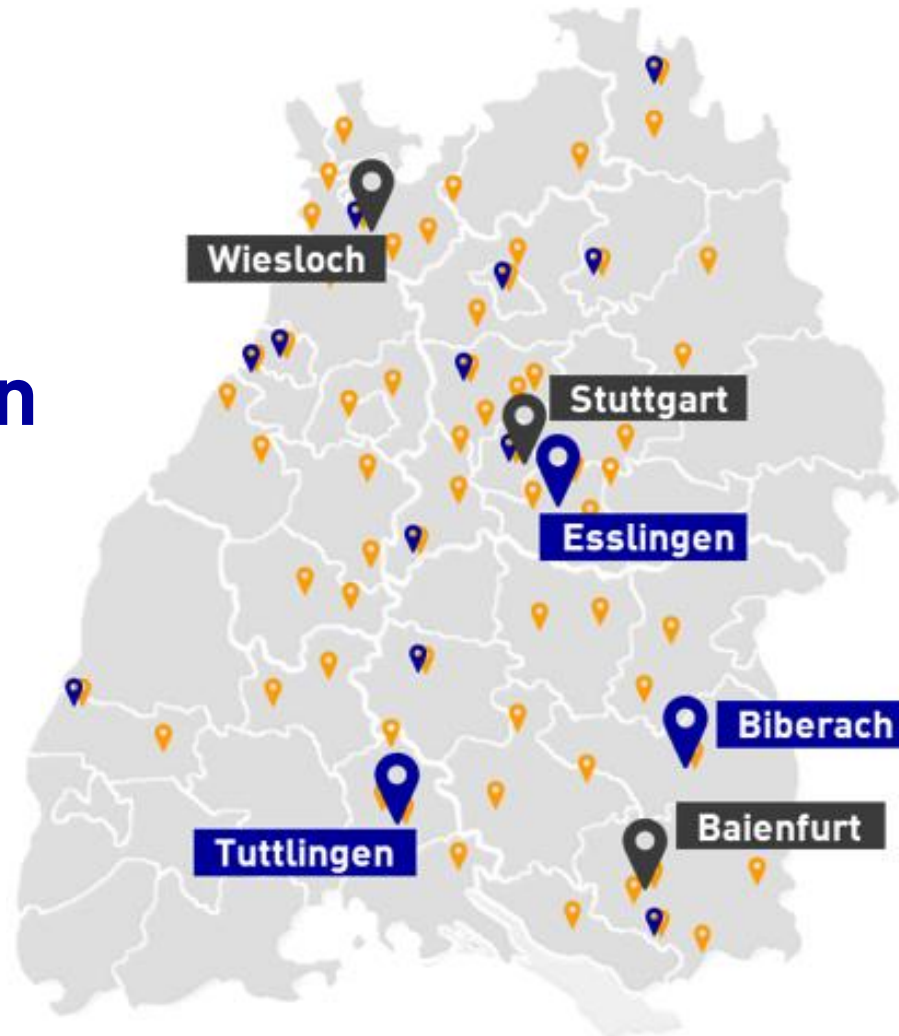 Wiesloch
n
Stuttgart
Esslingen
Biberach
Baienfurt
Tuttlingen